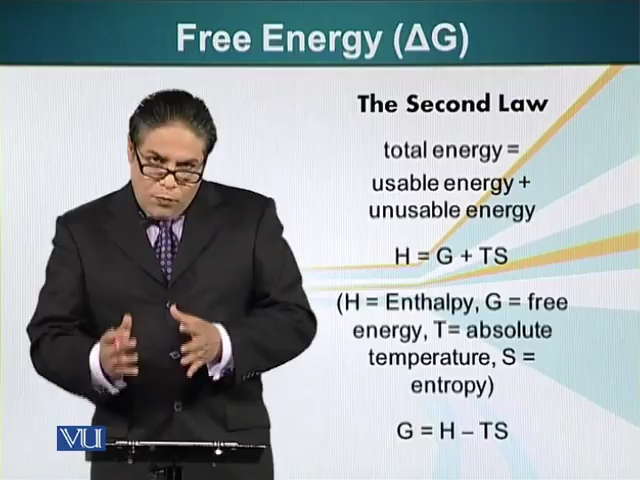 Free Energy (ΔG)
The Second Law
total energy =
usable energy +
unusable energy
H = G + TS
(H = Enthalpy, G = free
energy, T= absolute
temperature, S =
entropy)
G = H – TS
VU